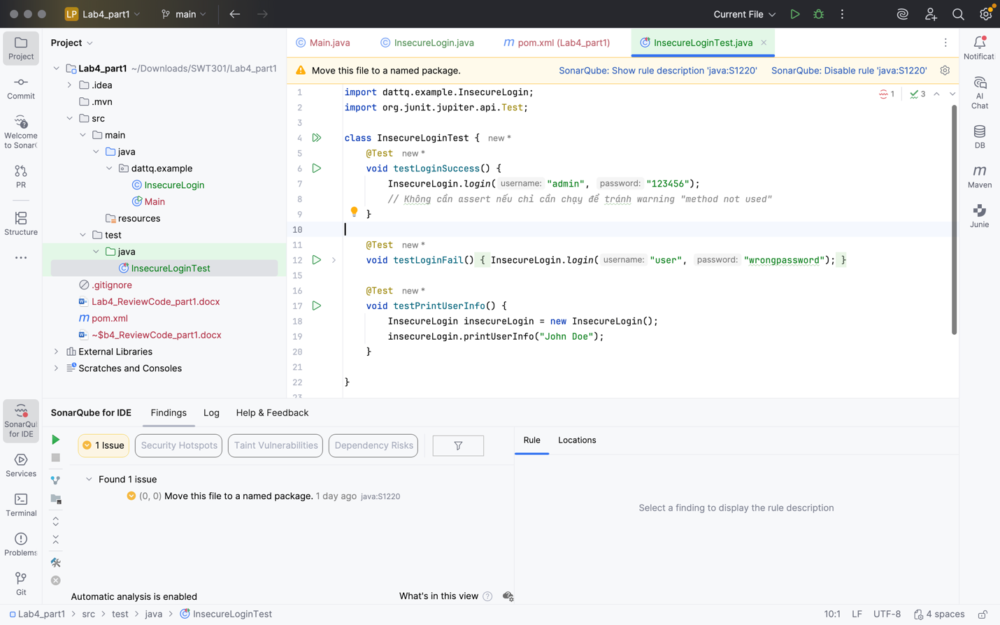 LP Lab4_part1
main
Current File
Project
Commit
Welcome
to Sonar
PR
Structure
SonarQu
for IDE
Services
Terminal
Problems
Git
Project
Lab4_part1 ~/Downloads/SWT301/Lab4_part1
.idea
.mvn
src
main
java
dattq.example
InsecureLogin
Main
resources
test
java
InsecureLoginTest
.gitignore
Lab4_ReviewCode_part1.docx
pom.xml
~$b4_ReviewCode_part1.docx
External Libraries
Scratches and Consoles
Main.java
InsecureLogin.java
pom.xml (Lab4_part1)
InsecureLoginTest.java
Move this file to a named package.
SonarQube: Show rule description 'java:S1220'
SonarQube: Disable rule 'java:S1220'
1 3
1 import dattq.example.InsecureLogin;
2 import org.junit.jupiter.api.Test;
3
4 class InsecureLoginTest { new *
5 @Test new *
6 void testLoginSuccess() {
7 InsecureLogin.login( username: "admin", password: "123456");
8 // Không cần assert nếu chỉ cần chạy để tránh warning "method not used"
9 }
10
11 @Test new *
12 void testLoginFail() { InsecureLogin.login( username: "user", password: "wrongpassword"); }
15
16 @Test new *
17 void testPrintUserInfo() {
18 InsecureLogin insecureLogin = new InsecureLogin();
19 insecureLogin.printUserInfo("John Doe");
20 }
21
22 }
23
Notificat
AI
Chat
DB
Maven
Junie
SonarQube for IDE
Findings
Log
Help & Feedback
1 Issue
Security Hotspots
Taint Vulnerabilities
Dependency Risks
Found 1 issue
(0, 0) Move this file to a named package. 1 day ago java:S1220
Automatic analysis is enabled
What's in this view
Rule
Locations
Select a finding to display the rule description
Lab4_part1 > src > test > java > InsecureLoginTest
10:1 LF UTF-8 4 spaces